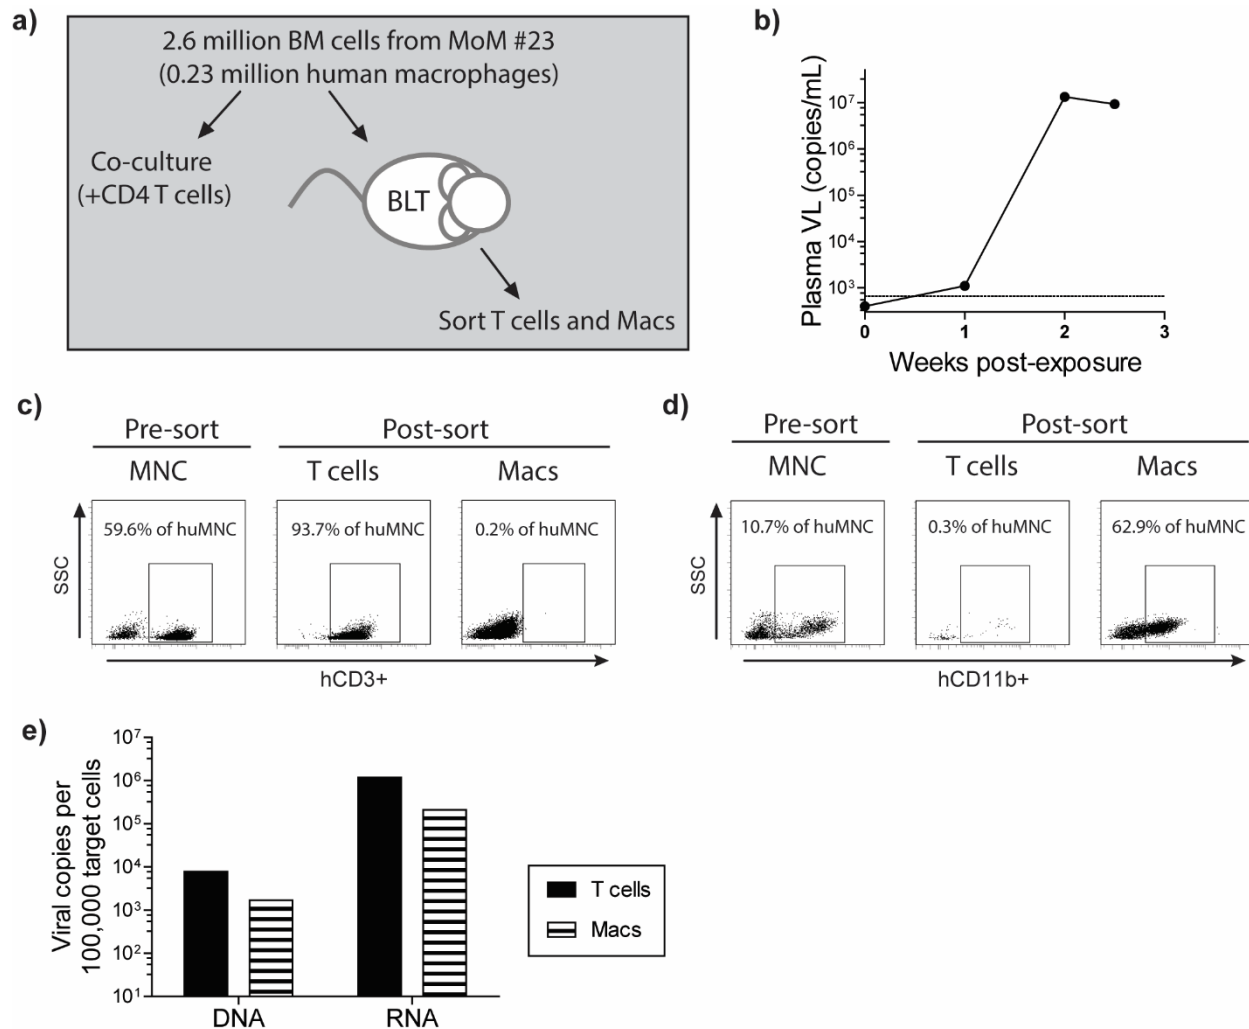 a)
2.6 million BM cells from MoM #23
(0.23 million human macrophages)
Co-culture
(+CD4 T cells)
BLT
Sort T cells and Macs
b)
Plasma VL (copies/mL)
10⁷
10⁶
10⁵
10⁴
10³
0
1
2
3
Weeks post-exposure
c)
Pre-sort
Post-sort
MNC
T cells
Macs
59.6% of huMNC
93.7% of huMNC
0.2% of huMNC
SSC
hCD3+
d)
Pre-sort
Post-sort
MNC
T cells
Macs
10.7% of huMNC
0.3% of huMNC
62.9% of huMNC
SSC
hCD11b+
e)
Viral copies per
100,000 target cells
10⁷
10⁶
10⁵
10⁴
10³
10²
10¹
DNA
RNA
T cells
Macs